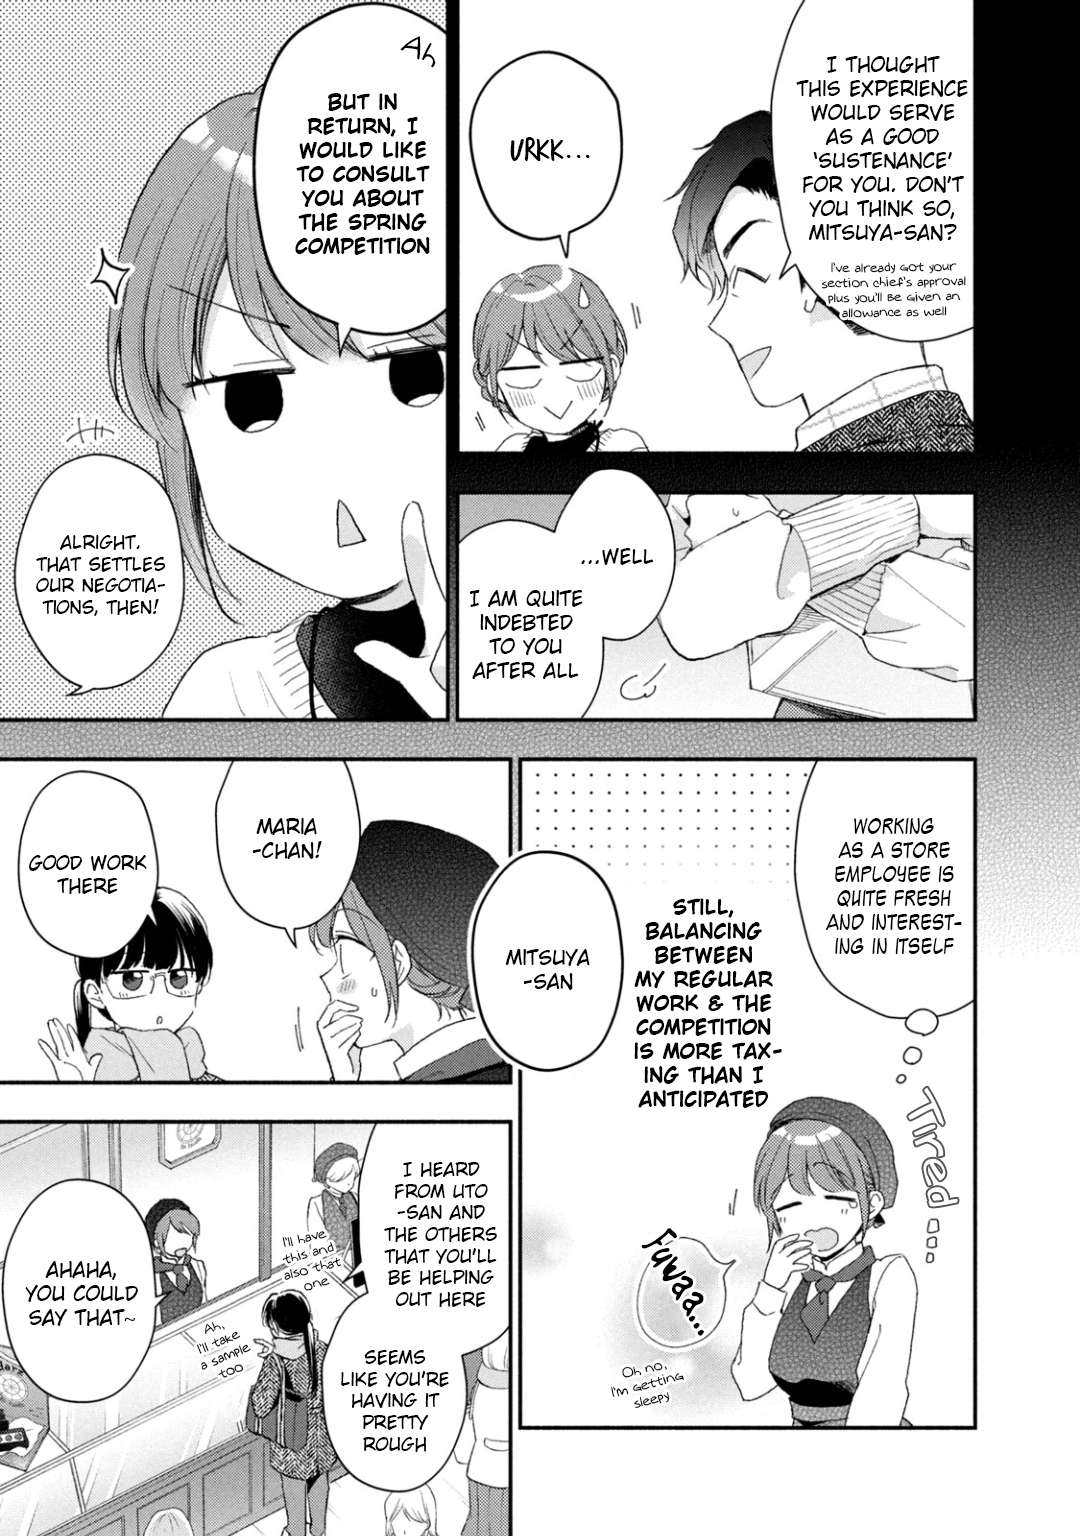 I THOUGHT
THIS EXPERIENCE
WOULD SERVE
AS A GOOD
'SUSTENANCE'
FOR YOU. DON'T
YOU THINK SO,
MITSUYA-SAN?
I've already got your
section chief's approval
plus you'll be given an
allowance as well
URKK...
...WELL
I AM QUITE
INDEBTED
TO YOU
AFTER ALL
Ah
BUT IN
RETURN, I
WOULD LIKE
TO CONSULT
YOU ABOUT
THE SPRING
COMPETITION
ALRIGHT.
THAT SETTLES
OUR NEGOTIA-
TIONS, THEN!
WORKING
AS A STORE
EMPLOYEE IS
QUITE FRESH
AND INTEREST-
ING IN ITSELF
STILL,
BALANCING
BETWEEN
MY REGULAR
WORK & THE
COMPETITION
IS MORE TAX-
ING THAN I
ANTICIPATED
Tired...
Fuwaa...
Oh no,
I'm getting
sleepy
MITSUYA
-SAN
MARIA
-CHAN!
GOOD WORK
THERE
I HEARD
FROM UTO
-SAN AND
THE OTHERS
THAT YOU'LL
BE HELPING
OUT HERE
SEEMS
LIKE YOU'RE
HAVING IT
PRETTY
ROUGH
I'll have
this and
also that
one
Ah,
I'll take
a sample
too
AHAHA,
YOU COULD
SAY THAT~